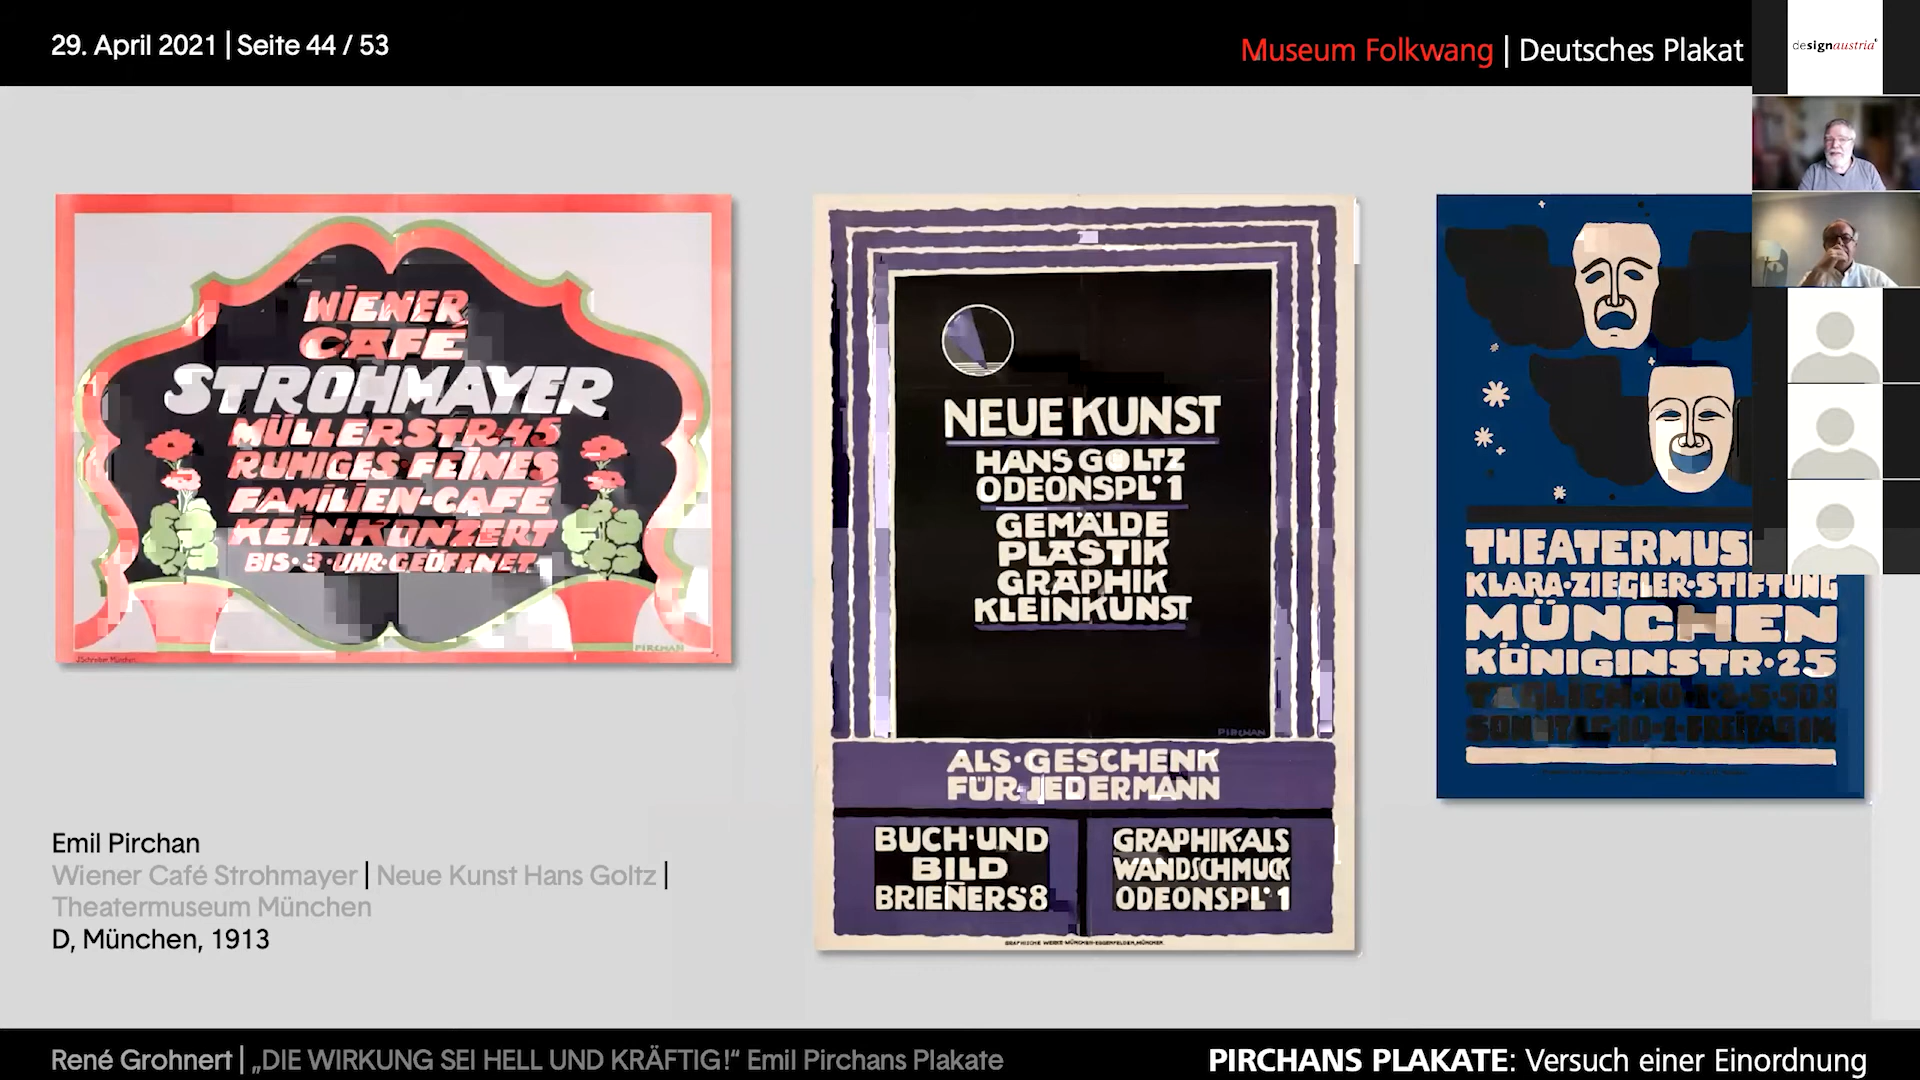 29. April 2021 | Seite 44 / 53
Museum Folkwang | Deutsches Plakat
designaustria
WIENER
CAFE
STROHMAYER
MÜLLERSTR·45
RUHIGES·FEINES
FAMILIEN-CAFÉ
KEIN·KONZERT
BIS·3·UHR·GEÖFFNET
PIRCHAN
NEUE KUNST
HANS GOLTZ
ODEONSPL·1
GEMÄLDE
PLASTIK
GRAPHIK
KLEINKUNST
PIRCHAN
ALS·GESCHENK
FÜR·JEDERMANN
BUCH·UND
BILD
BRIENERS·8
GRAPHIK·ALS
WANDSCHMUCK
ODEONSPL·1
THEATERMUS
KLARA·ZIEGLER·STIFTUNG
MÜNCHEN
KÖNIGINSTR·25
Emil Pirchan
Wiener Café Strohmayer | Neue Kunst Hans Goltz |
Theatermuseum München
D, München, 1913
René Grohnert | „DIE WIRKUNG SEI HELL UND KRÄFTIG!“ Emil Pirchans Plakate
PIRCHANS PLAKATE: Versuch einer Einordnung